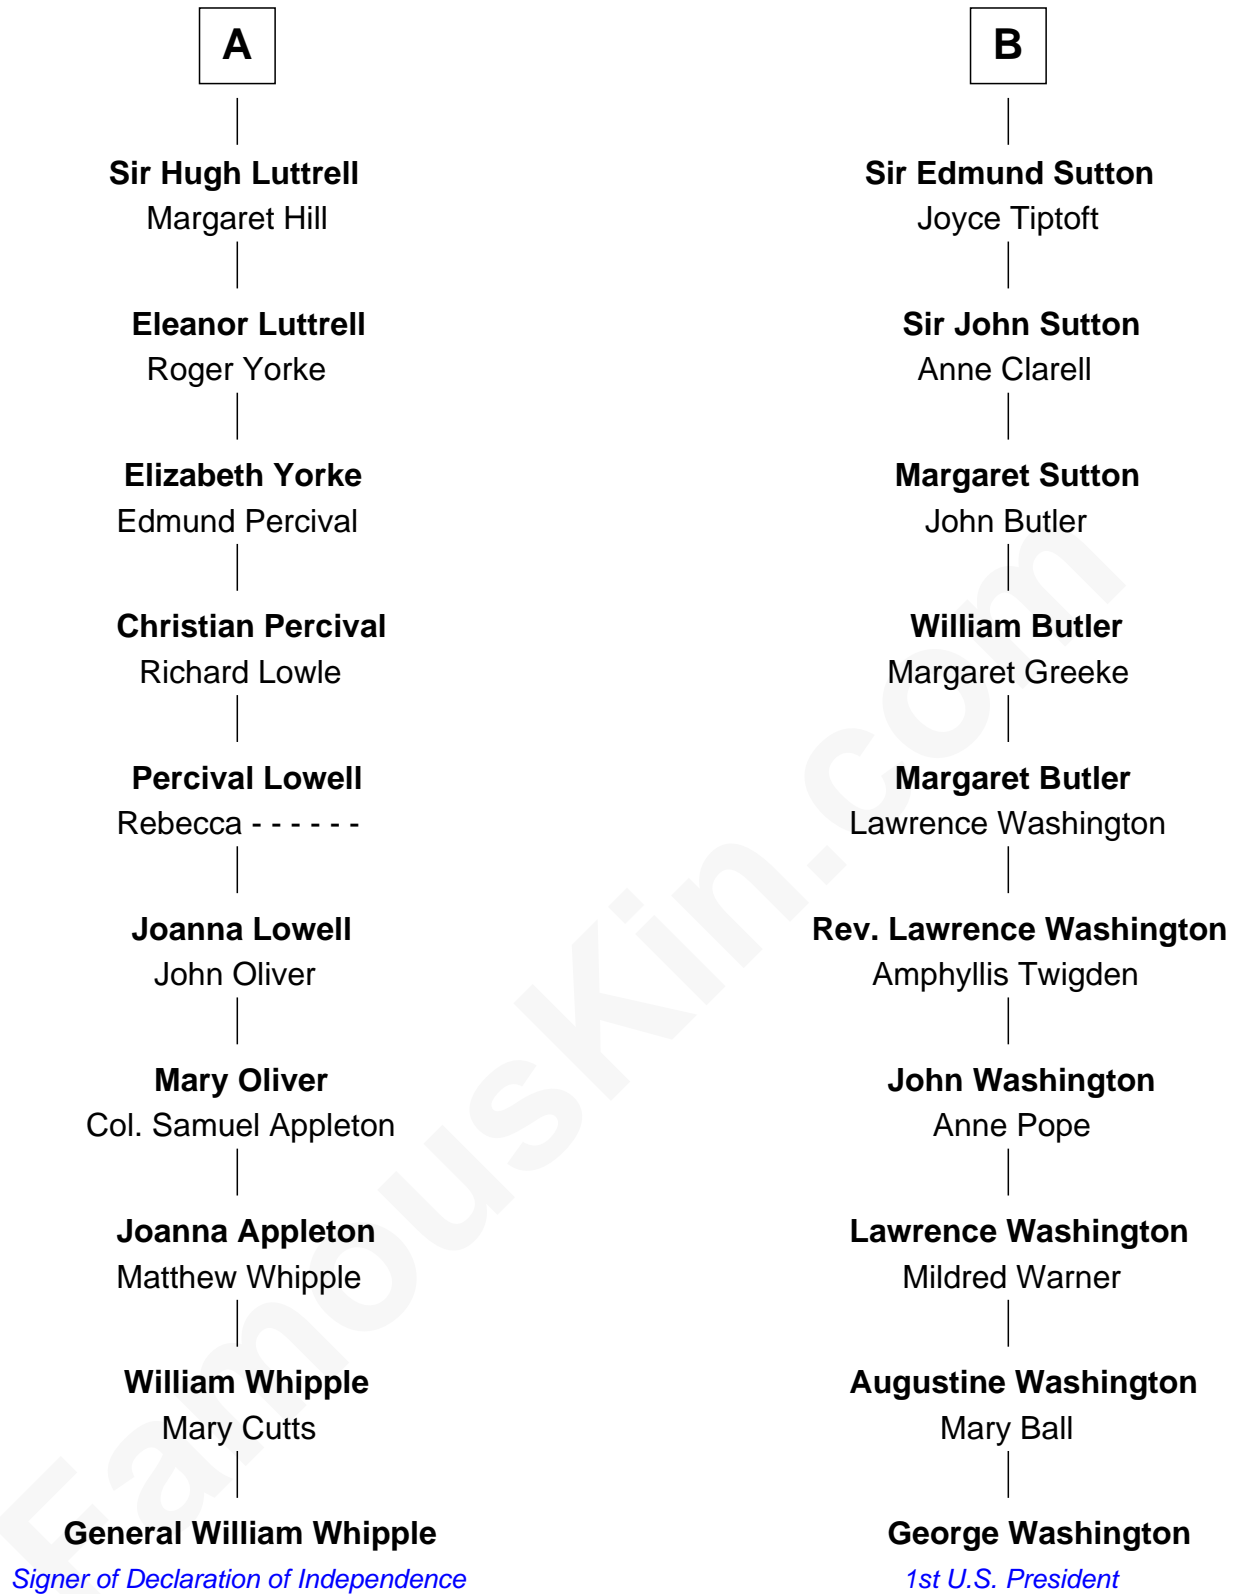 A
Sir Hugh Luttrell
Margaret Hill
Eleanor Luttrell
Roger Yorke
Elizabeth Yorke
Edmund Percival
Christian Percival
Richard Lowle
Percival Lowell
Rebecca - - - - - -
Joanna Lowell
John Oliver
Mary Oliver
Col. Samuel Appleton
Joanna Appleton
Matthew Whipple
William Whipple
Mary Cutts
General William Whipple
Signer of Declaration of Independence
B
Sir Edmund Sutton
Joyce Tiptoft
Sir John Sutton
Anne Clarell
Margaret Sutton
John Butler
William Butler
Margaret Greeke
Margaret Butler
Lawrence Washington
Rev. Lawrence Washington
Amphyllis Twigden
John Washington
Anne Pope
Lawrence Washington
Mildred Warner
Augustine Washington
Mary Ball
George Washington
1st U.S. President
FamousKin.com